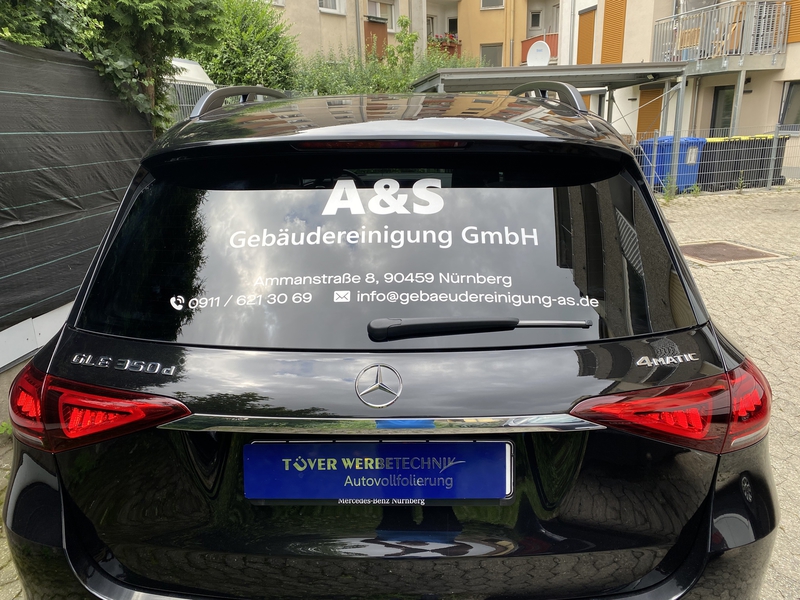 A&S
Gebäudereinigung GmbH
Ammanstraße 8, 90459 Nürnberg
0911 / 621 30 69 info@gebaeudereinigung-as.de
GLE 350d 4MATIC
TÖVER WERBETECHNIK
Autovollfolierung
Mercedes-Benz Nürnberg